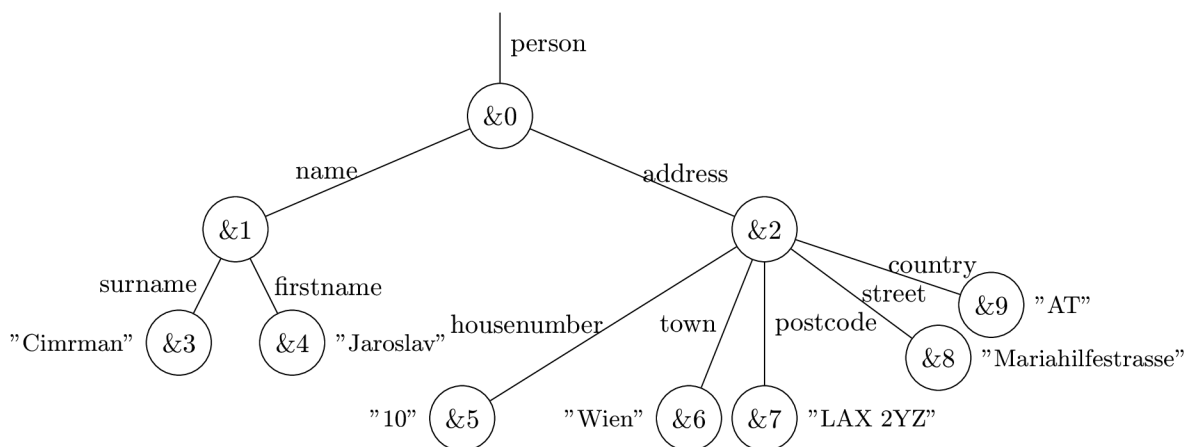 person
&0
name
address
&1
&2
surname
firstname
country
street
"Cimrman"
&3
&4
"Jaroslav"
housenumber
town
postcode
&9
"AT"
&8
"Mariahilfestrasse"
"10"
&5
"Wien"
&6
&7
"LAX 2YZ"